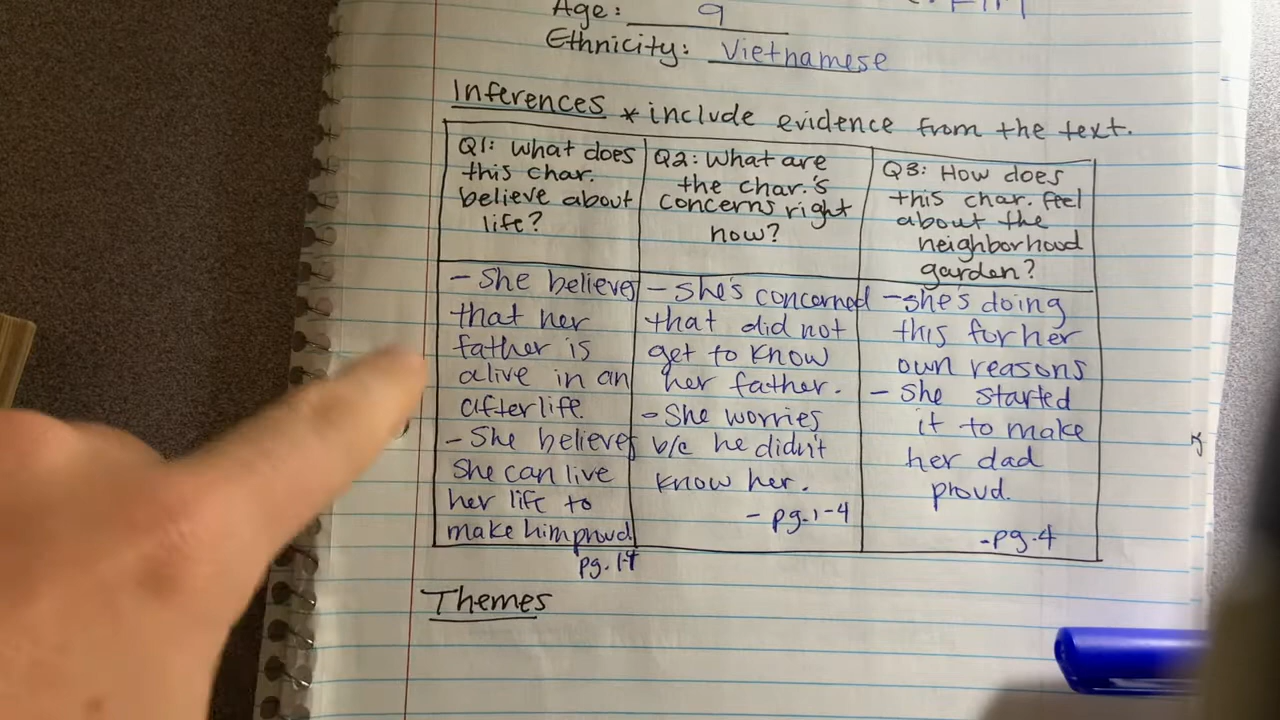 Age: 9
Ethnicity: Vietnamese
Inferences * include evidence from the text.
Q1: What does
this char.
believe about
life?
Q2: What are
the char.'s
concerns right
now?
Q3: How does
this char. feel
about the
neighborhood
garden?
- She believes
that her
father is
alive in an
afterlife.
- She believes
she can live
her life to
make him proud
pg. 1-4
- She's concerned
that did not
get to know
her father.
- She worries
b/c he didn't
know her.
- pg. 1-4
- she's doing
this for her
own reasons
- She started
it to make
her dad
proud.
- pg. 4
Themes